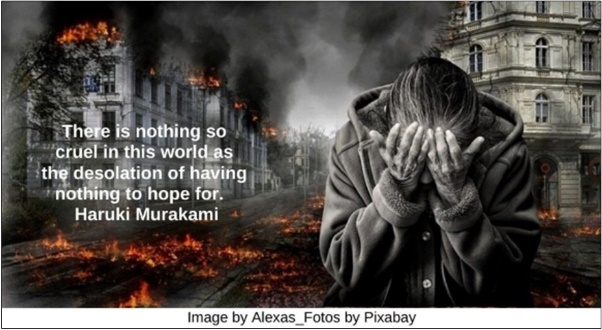 There is nothing so
cruel in this world as
the desolation of having
nothing to hope for.
Haruki Murakami
Image by Alexas_Fotos by Pixabay